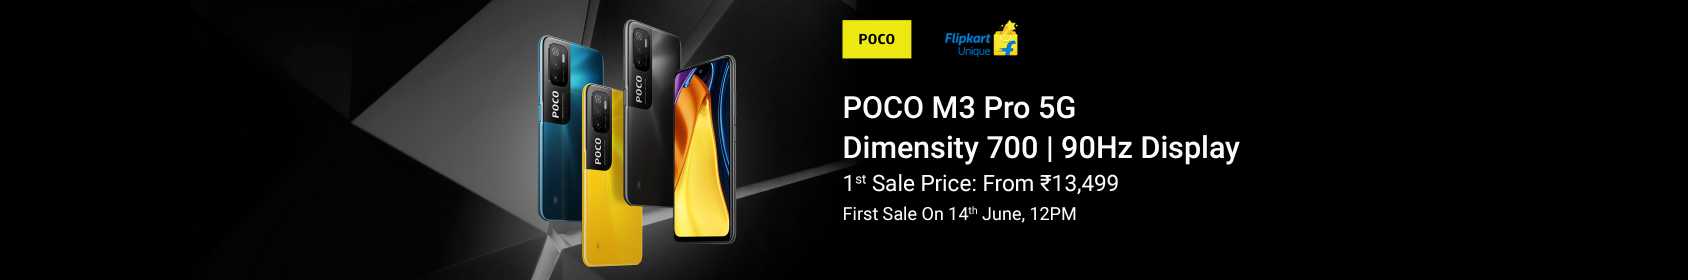 POCO
Flipkart
Unique
POCO M3 Pro 5G
Dimensity 700 | 90Hz Display
1st Sale Price: From ₹13,499
First Sale On 14th June, 12PM
POCO
POCO
POCO